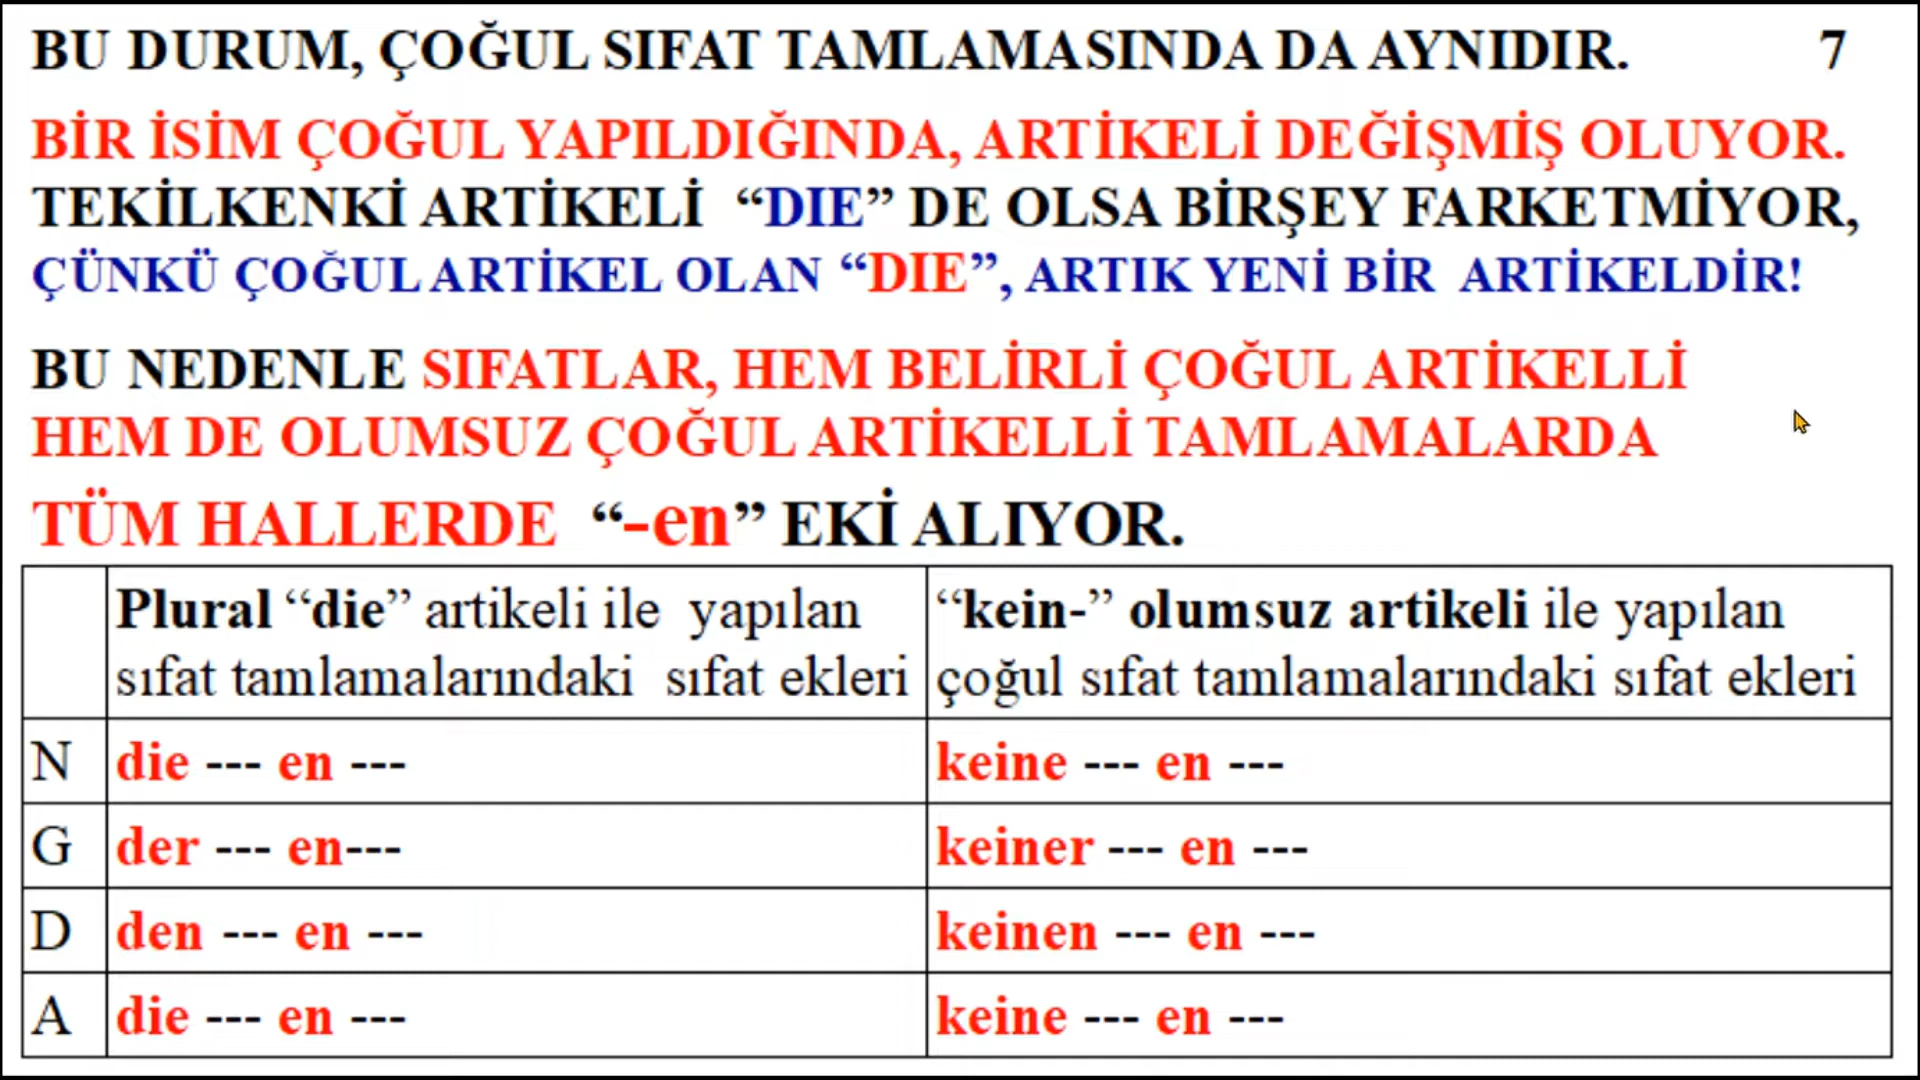 BU DURUM, ÇOĞUL SIFAT TAMLAMASINDA DA AYNIDIR. 7
BİR İSİM ÇOĞUL YAPILDIĞINDA, ARTİKELİ DEĞİŞMİŞ OLUYOR.
TEKİLKENKİ ARTİKELİ “DIE” DE OLSA BİRŞEY FARKETMİYOR,
ÇÜNKÜ ÇOĞUL ARTİKEL OLAN “DIE”, ARTIK YENİ BİR ARTİKELDİR!
BU NEDENLE SIFATLAR, HEM BELİRLİ ÇOĞUL ARTİKELLİ
HEM DE OLUMSUZ ÇOĞUL ARTİKELLİ TAMLAMALARDA
TÜM HALLERDE “-en” EKİ ALIYOR.
Plural “die” artikeli ile yapılan
sıfat tamlamalarındaki sıfat ekleri
“kein-” olumsuz artikeli ile yapılan
çoğul sıfat tamlamalarındaki sıfat ekleri
N die --- en --- keine --- en ---
G der --- en--- keiner --- en ---
D den --- en --- keinen --- en ---
A die --- en --- keine --- en ---